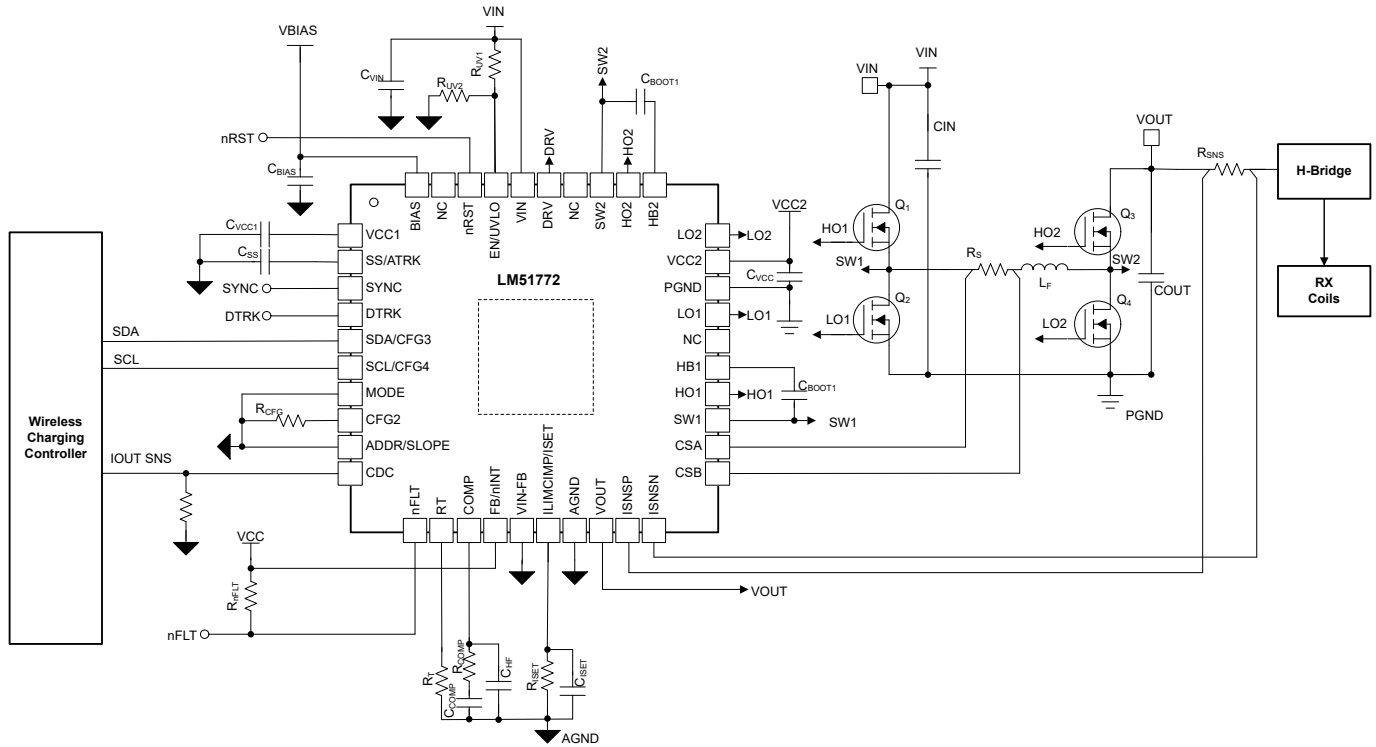 VBIAS
VIN
CVIN
RUV1
RUV2
SW2
CBOOT1
nRST
DRV
HO2
CBIAS
BIAS
NC
nRST
EN/UVLO
VIN
DRV
NC
SW2
HO2
HB2
LM51772
CVCC1
CSS
SYNC
DTRK
SDA
SCL
RCFG
IOUT SNS
Wireless
Charging
Controller
VCC1
SS/ATRK
SYNC
DTRK
SDA/CFG3
SCL/CFG4
MODE
CFG2
ADDR/SLOPE
CDC
LO2
VCC2
PGND
LO1
NC
HB1
HO1
SW1
CSA
CSB
LO2
VCC2
CVCC
LO1
CBOOT1
HO1
SW1
nFLT
RT
COMP
FB/nINT
VIN-FB
ILIMCIMP/ISET
AGND
VOUT
ISNSP
ISNSN
VCC
RnFLT
nFLT
RT
RCOMP
CCOMP
CHF
RISET
CISET
AGND
VOUT
VIN
VIN
CIN
Q1
HO1
SW1
Q2
LO1
RS
LF
VOUT
RSNS
Q3
HO2
SW2
Q4
LO2
COUT
PGND
H-Bridge
RX
Coils